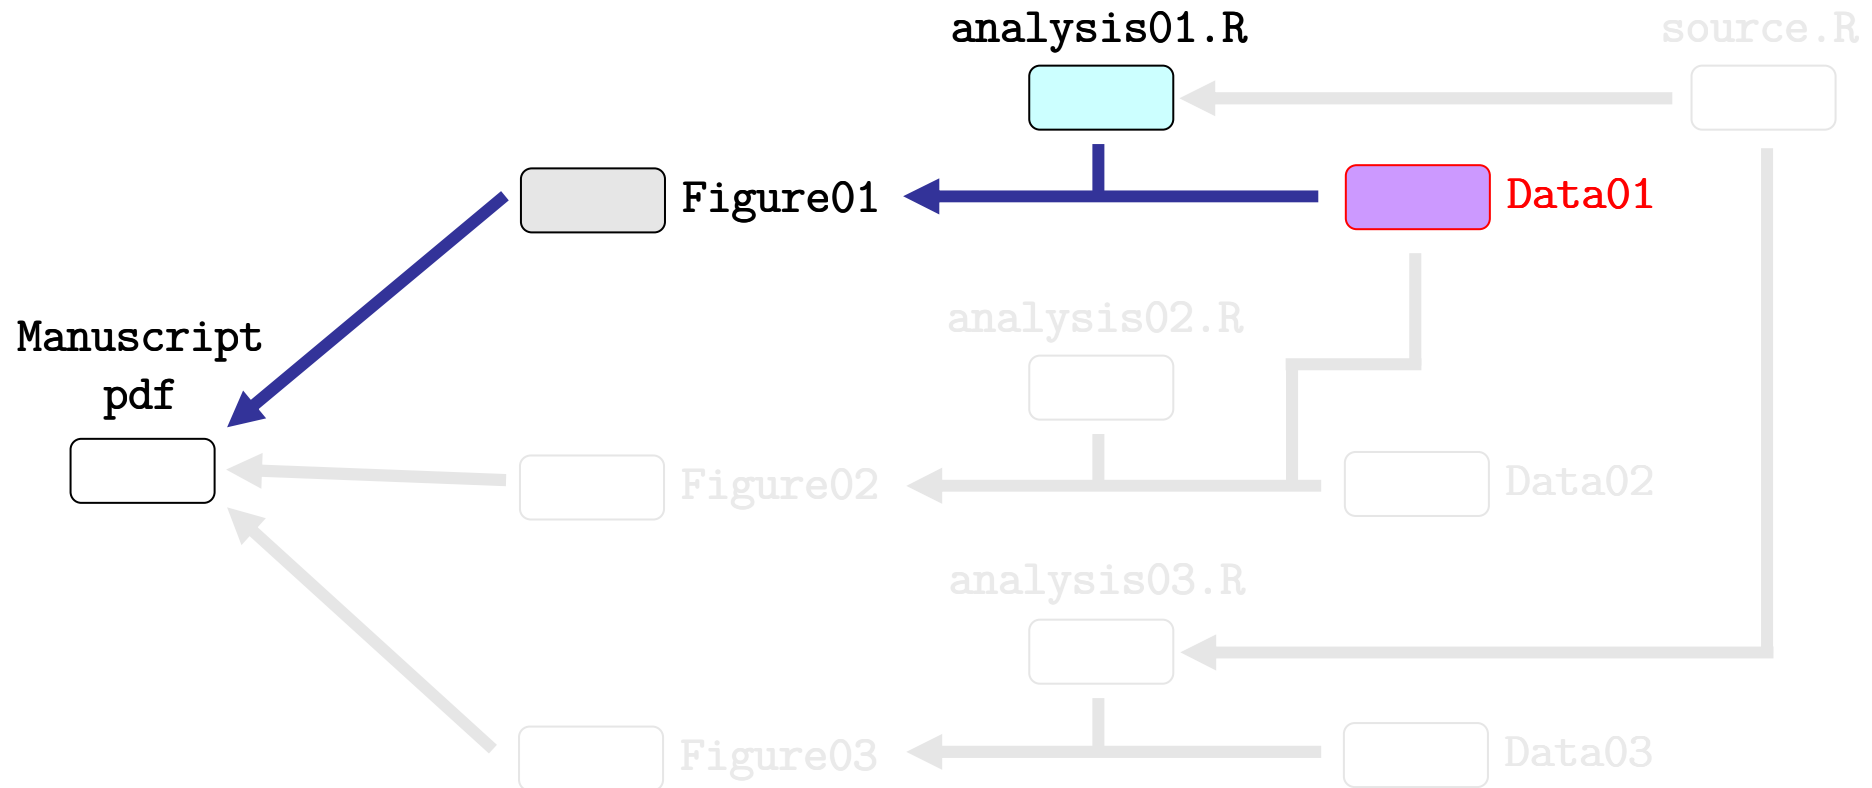 analysis01.R
source.R
Figure01
Data01
Manuscript
pdf
analysis02.R
Figure02
Data02
analysis03.R
Figure03
Data03